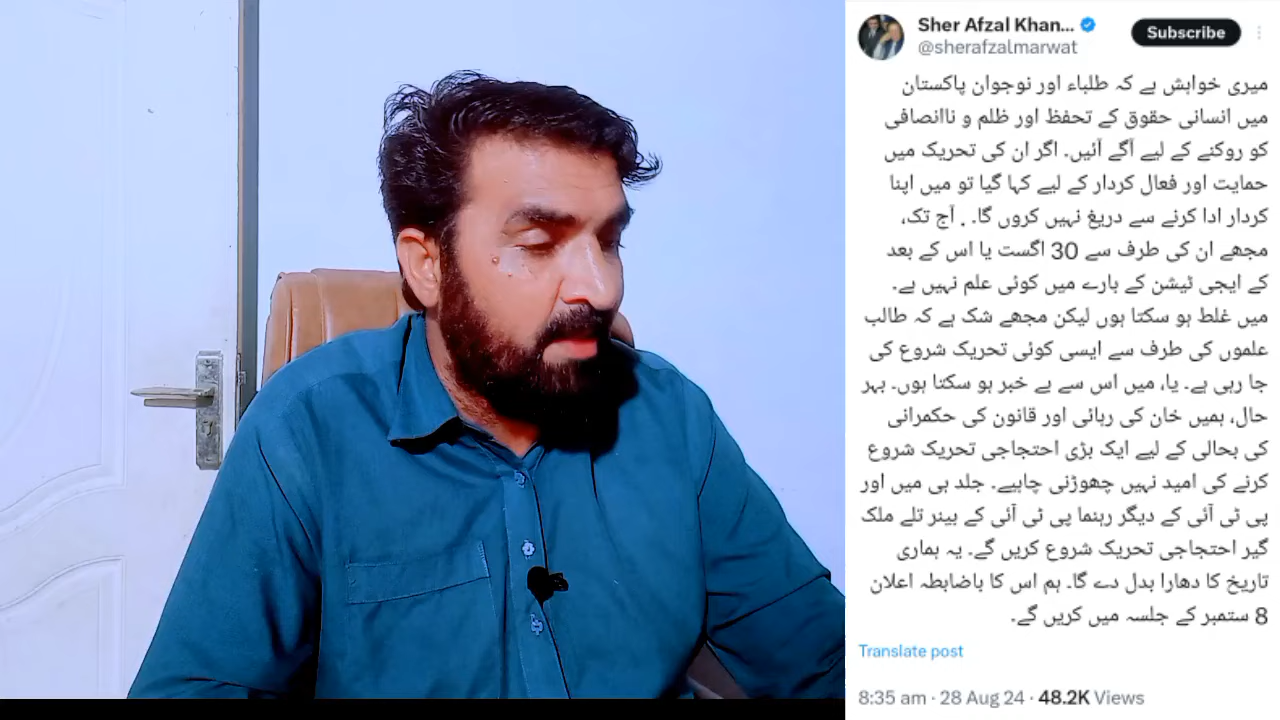 Sher Afzal Khan...
@sherafzalmarwat
Subscribe
میری خواہش ہے کہ طلباء اور نوجوان پاکستان
میں انسانی حقوق کے تحفظ اور ظلم و ناانصافی
کو روکنے کے لیے آگے آئیں۔ اگر ان کی تحریک میں
حمایت اور فعال کردار کے لیے کہا گیا تو میں اپنا
کردار ادا کرنے سے دریغ نہیں کروں گا۔ . آج تک،
مجھے ان کی طرف سے 30 اگست یا اس کے بعد
کے ایجی ٹیشن کے بارے میں کوئی علم نہیں ہے۔
میں غلط ہو سکتا ہوں لیکن مجھے شک ہے کہ طالب
علموں کی طرف سے ایسی کوئی تحریک شروع کی
جا رہی ہے۔ یا، میں اس سے بے خبر ہو سکتا ہوں۔ بہر
حال، ہمیں خان کی رہائی اور قانون کی حکمرانی
کی بحالی کے لیے ایک بڑی احتجاجی تحریک شروع
کرنے کی امید نہیں چھوڑنی چاہیے۔ جلد ہی میں اور
پی ٹی آئی کے دیگر رہنما پی ٹی آئی کے بینر تلے ملک
گیر احتجاجی تحریک شروع کریں گے۔ یہ ہماری
تاریخ کا دھارا بدل دے گا۔ ہم اس کا باضابطہ اعلان
8 ستمبر کے جلسہ میں کریں گے۔
Translate post
8:35 am · 28 Aug 24 · 48.2K Views